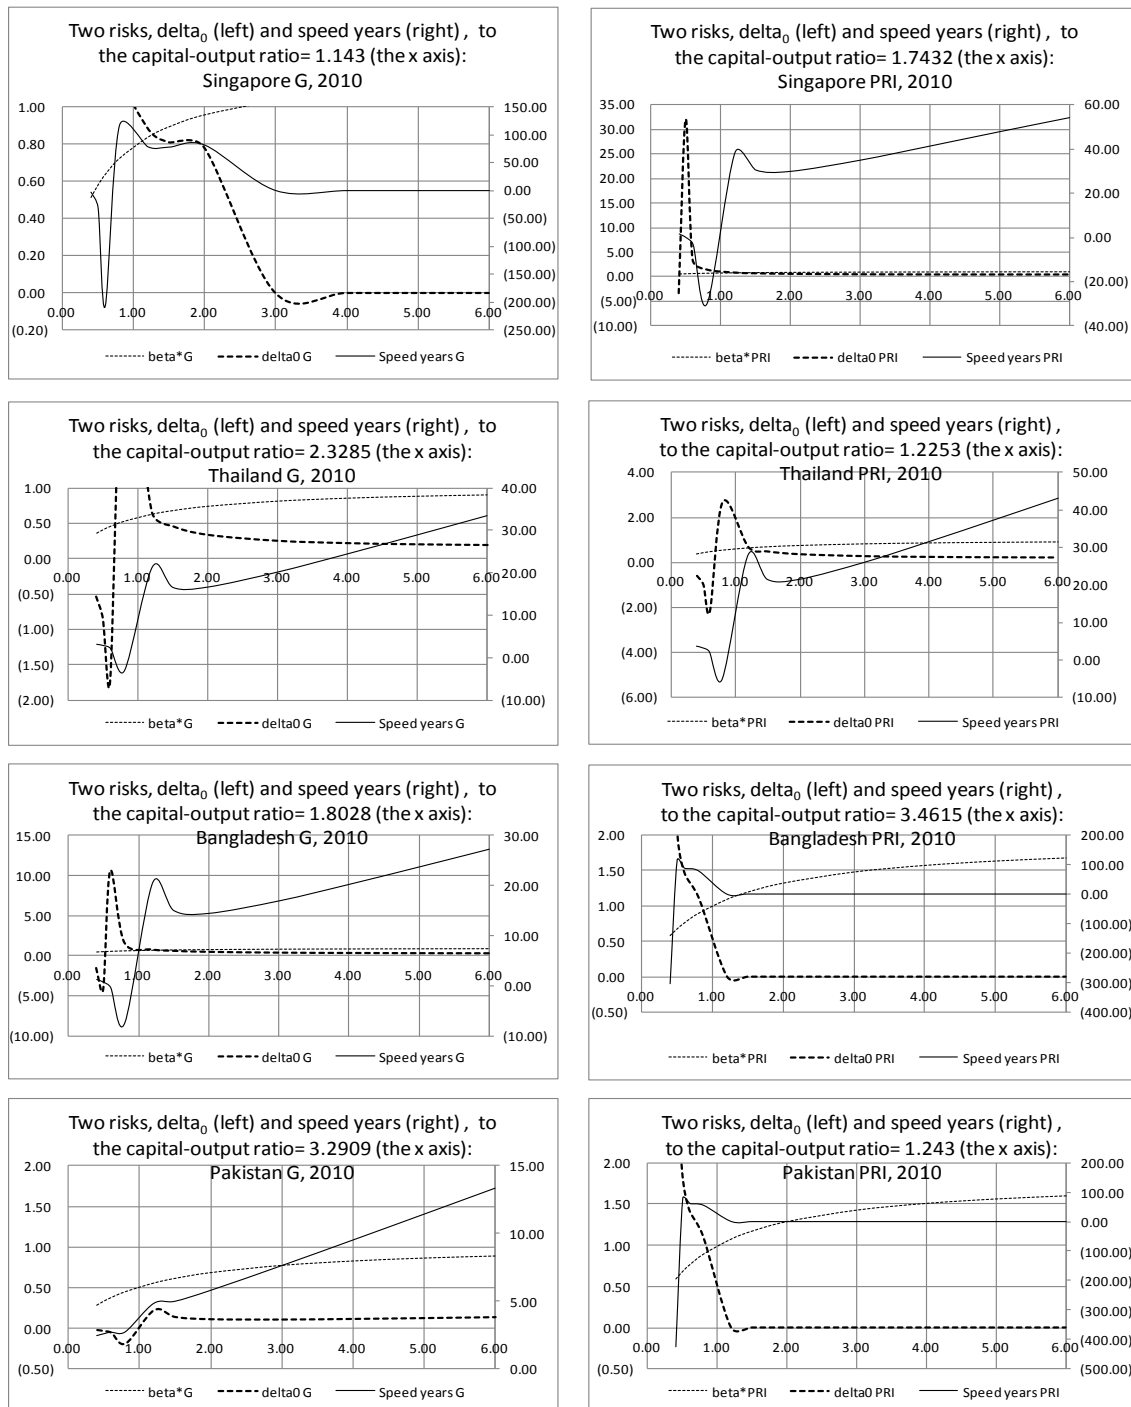 Two risks, delta0 (left) and speed years (right) , to
the capital-output ratio= 1.143 (the x axis):
Singapore G, 2010
1.00
0.80
0.60
0.40
0.20
0.00
(0.20)
150.00
100.00
50.00
0.00
(50.00)
(100.00)
(150.00)
(200.00)
(250.00)
0.00 1.00 2.00 3.00 4.00 5.00 6.00
beta*G delta0 G Speed years G
Two risks, delta0 (left) and speed years (right) , to
the capital-output ratio= 1.7432 (the x axis):
Singapore PRI, 2010
35.00
30.00
25.00
20.00
15.00
10.00
5.00
0.00
(5.00)
(10.00)
60.00
40.00
20.00
0.00
(20.00)
(40.00)
0.00 1.00 2.00 3.00 4.00 5.00 6.00
beta*PRI delta0 PRI Speed years PRI
Two risks, delta0 (left) and speed years (right) , to
the capital-output ratio= 2.3285 (the x axis):
Thailand G, 2010
1.00
0.50
0.00
(0.50)
(1.00)
(1.50)
(2.00)
40.00
30.00
20.00
10.00
0.00
(10.00)
0.00 1.00 2.00 3.00 4.00 5.00 6.00
beta*G delta0 G Speed years G
Two risks, delta0 (left) and speed years (right) ,
to the capital-output ratio= 1.2253 (the x axis):
Thailand PRI, 2010
4.00
2.00
0.00
(2.00)
(4.00)
(6.00)
50.00
40.00
30.00
20.00
10.00
0.00
(10.00)
0.00 1.00 2.00 3.00 4.00 5.00 6.00
beta*PRI delta0 PRI Speed years PRI
Two risks, delta0 (left) and speed years (right) , to
the capital-output ratio= 1.8028 (the x axis):
Bangladesh G, 2010
15.00
10.00
5.00
0.00
(5.00)
(10.00)
30.00
20.00
10.00
0.00
(10.00)
0.00 1.00 2.00 3.00 4.00 5.00 6.00
beta*G delta0 G Speed years G
Two risks, delta0 (left) and speed years (right) ,
to the capital-output ratio= 3.4615 (the x axis):
Bangladesh PRI, 2010
2.00
1.50
1.00
0.50
0.00
(0.50)
200.00
100.00
0.00
(100.00)
(200.00)
(300.00)
(400.00)
0.00 1.00 2.00 3.00 4.00 5.00 6.00
beta*PRI delta0 PRI Speed years PRI
Two risks, delta0 (left) and speed years (right) , to
the capital-output ratio= 3.2909 (the x axis):
Pakistan G, 2010
2.00
1.50
1.00
0.50
0.00
(0.50)
15.00
10.00
5.00
0.00
0.00 1.00 2.00 3.00 4.00 5.00 6.00
beta*G delta0 G Speed years G
Two risks, delta0 (left) and speed years (right) ,
to the capital-output ratio= 1.243 (the x axis):
Pakistan PRI, 2010
2.00
1.50
1.00
0.50
0.00
(0.50)
200.00
100.00
0.00
(100.00)
(200.00)
(300.00)
(400.00)
(500.00)
0.00 1.00 2.00 3.00 4.00 5.00 6.00
beta*PRI delta0 PRI Speed years PRI